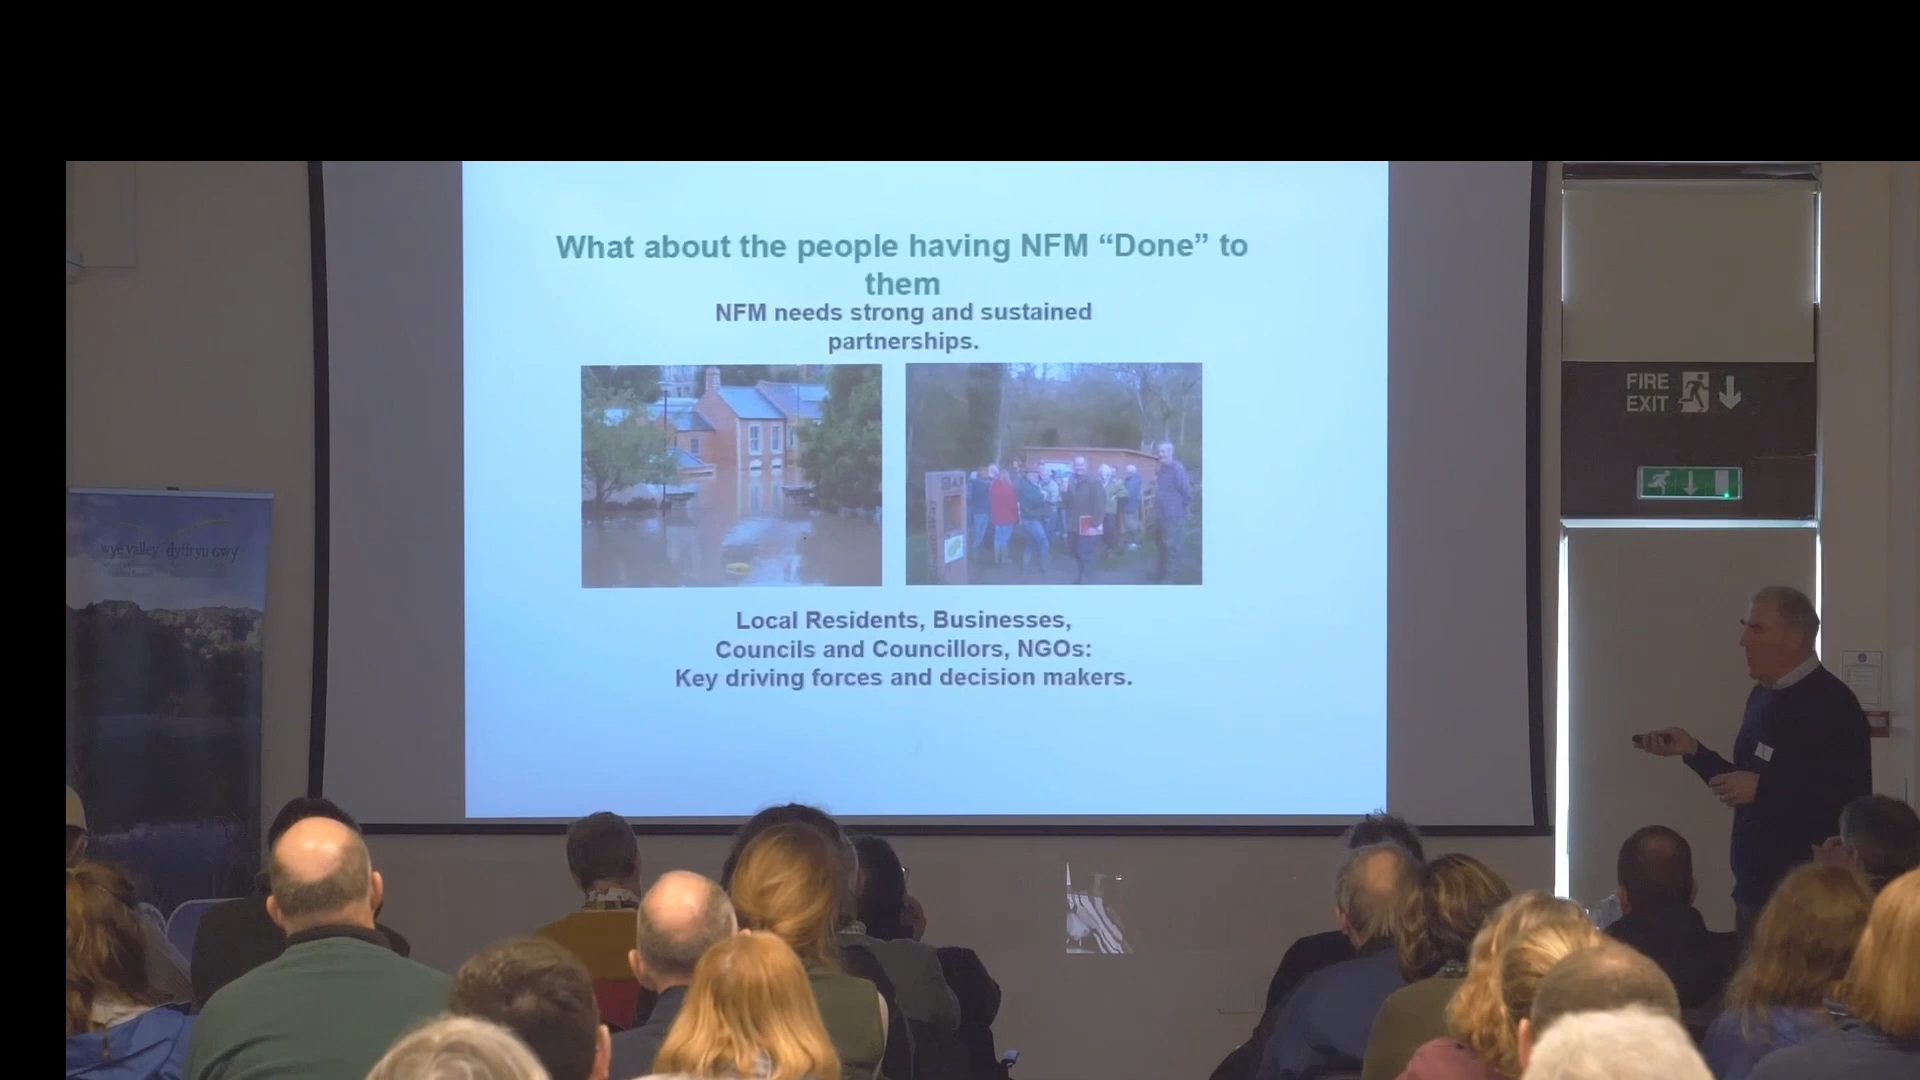 What about the people having NFM “Done” to
them
NFM needs strong and sustained
partnerships.
Local Residents, Businesses,
Councils and Councillors, NGOs:
Key driving forces and decision makers.
FIRE
EXIT
wye valley dyffryn gwy